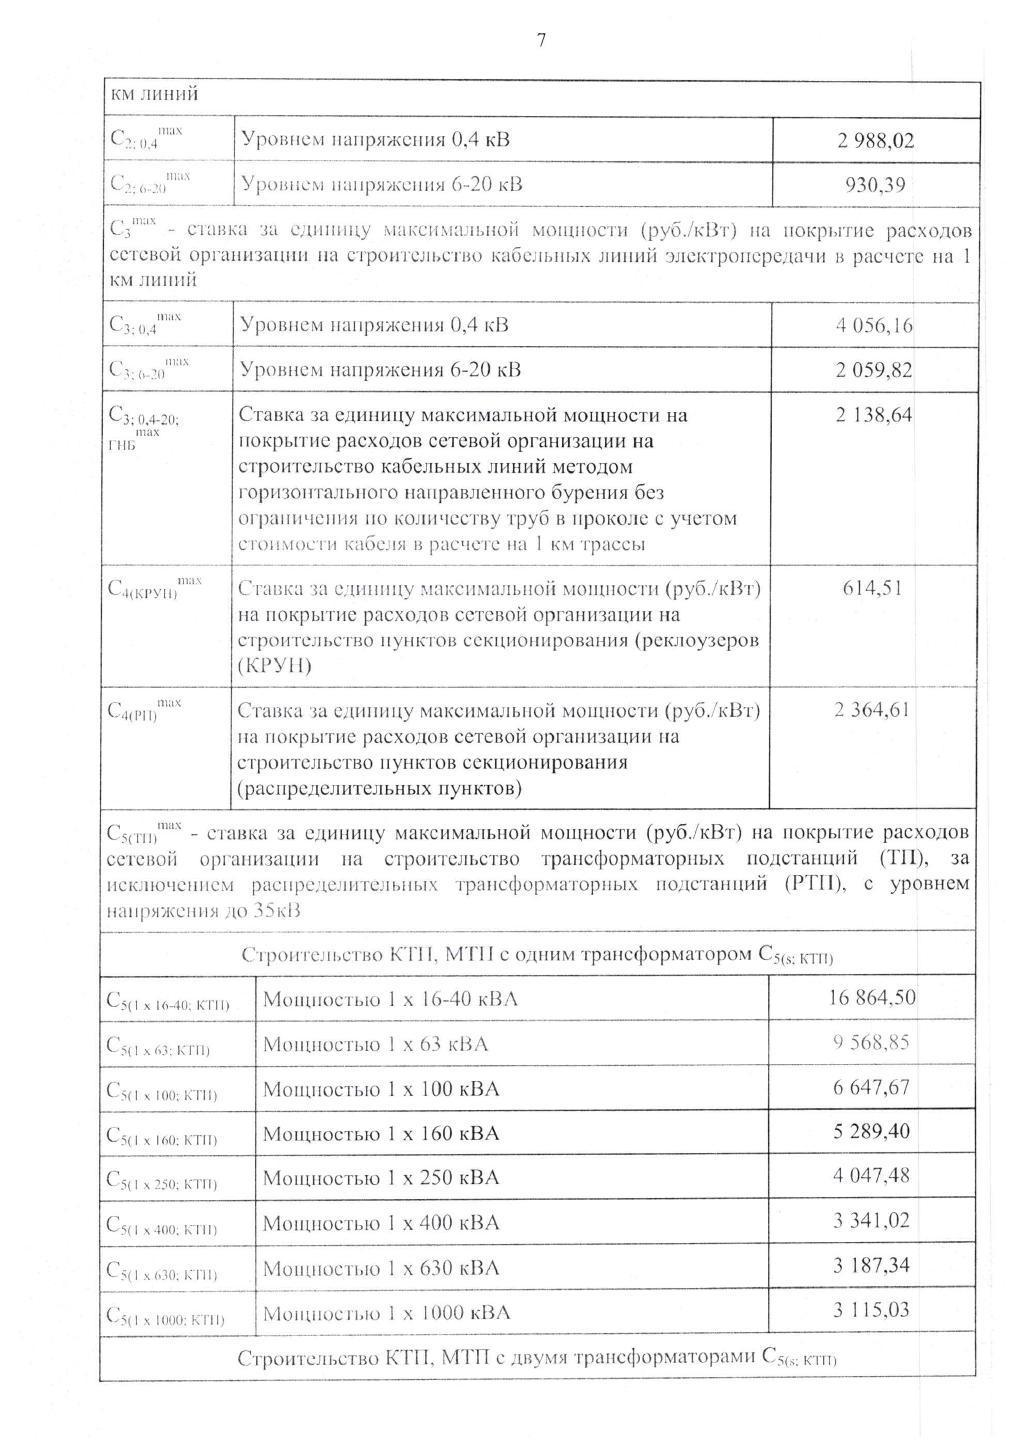 7
км линий
C2; 0,4 max Уровнем напряжения 0,4 кВ 2 988,02
C2; 6-20 max Уровнем напряжения 6-20 кВ 930,39
C3 max - ставка за единицу максимальной мощности (руб./кВт) на покрытие расходов
сетевой организации на строительство кабельных линий электропередачи в расчете на 1
км линий
C3; 0,4 max Уровнем напряжения 0,4 кВ 4 056,16
C3; 6-20 max Уровнем напряжения 6-20 кВ 2 059,82
C3; 0,4-20; ГНБ max Ставка за единицу максимальной мощности на 2 138,64
покрытие расходов сетевой организации на
строительство кабельных линий методом
горизонтального направленного бурения без
ограничения по количеству труб в проколе с учетом
стоимости кабеля в расчете на 1 км трассы
C4(КРУН) max Ставка за единицу максимальной мощности (руб./кВт) 614,51
на покрытие расходов сетевой организации на
строительство пунктов секционирования (реклоузеров
(КРУН)
C4(РП) max Ставка за единицу максимальной мощности (руб./кВт) 2 364,61
на покрытие расходов сетевой организации на
строительство пунктов секционирования
(распределительных пунктов)
C5(ТП) max - ставка за единицу максимальной мощности (руб./кВт) на покрытие расходов
сетевой организации на строительство трансформаторных подстанций (ТП), за
исключением распределительных трансформаторных подстанций (РТП), с уровнем
напряжения до 35кВ
Строительство КТП, МТП с одним трансформатором C5(s; КТП)
C5(1 х 16-40; КТП) Мощностью 1 х 16-40 кВА 16 864,50
C5(1 х 63; КТП) Мощностью 1 х 63 кВА 9 568,85
C5(1 х 100; КТП) Мощностью 1 х 100 кВА 6 647,67
C5(1 х 160; КТП) Мощностью 1 х 160 кВА 5 289,40
C5(1 х 250; КТП) Мощностью 1 х 250 кВА 4 047,48
C5(1 х 400; КТП) Мощностью 1 х 400 кВА 3 341,02
C5(1 х 630; КТП) Мощностью 1 х 630 кВА 3 187,34
C5(1 х 1000; КТП) Мощностью 1 х 1000 кВА 3 115,03
Строительство КТП, МТП с двумя трансформаторами C5(s; КТП)